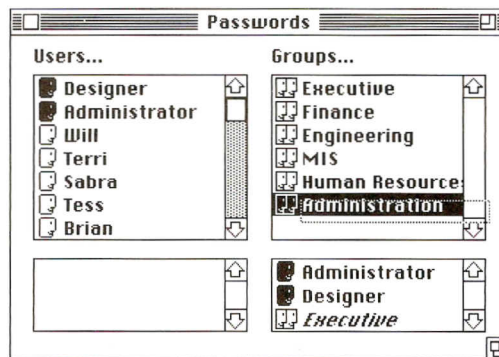 Passwords
Users...
Designer
Administrator
Will
Terri
Sabra
Tess
Brian
Groups...
Executive
Finance
Engineering
MIS
Human Resources
Administration
Administrator
Designer
Executive